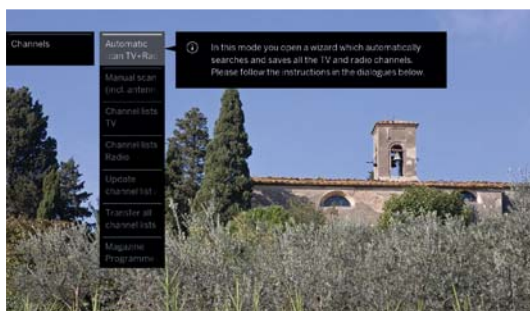 Channels
Automatic
scan TV+Rad
In this mode you open a wizard which automatically
searches and saves all the TV and radio channels.
Please follow the instructions in the dialogues below.
Manual scan
(incl. antenn
Channel lists
TV
Channel lists
Radio
Update
channel list
Transfer all
channel lists
Magazine
Programme